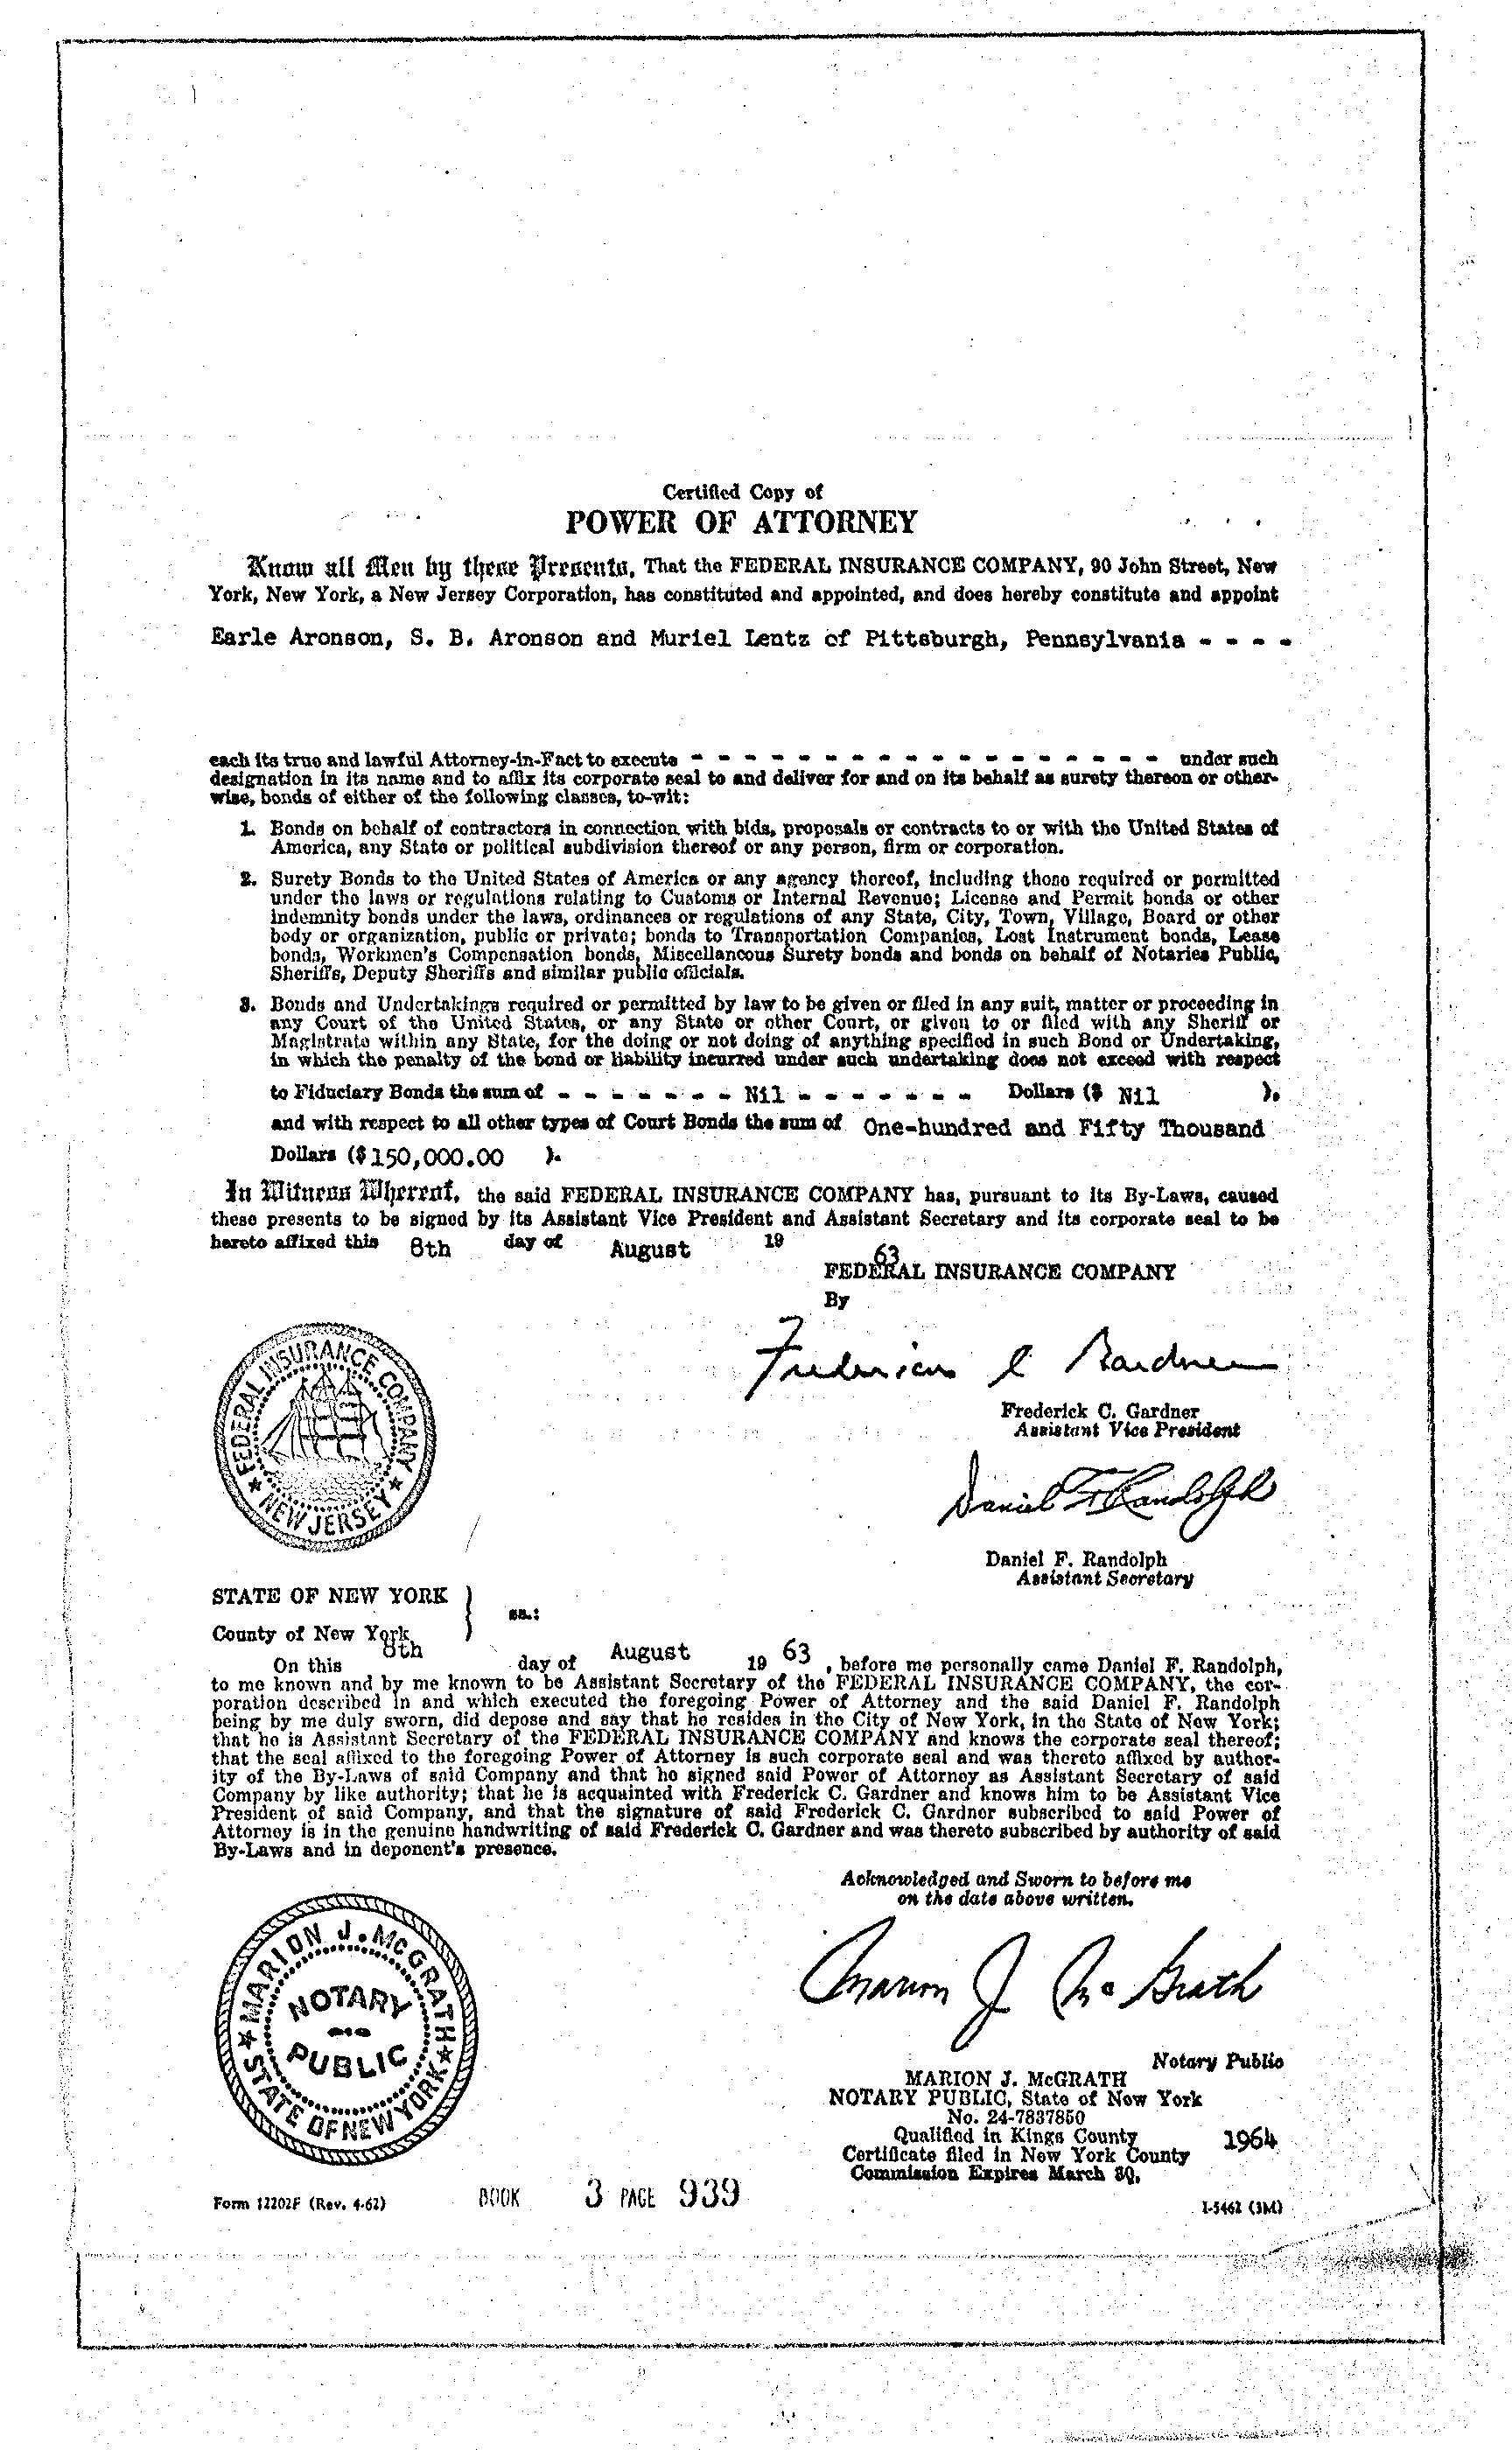 Certified Copy of
POWER OF ATTORNEY
Know all Men by these Presents, That the FEDERAL INSURANCE COMPANY, 90 John Street, New
York, New York, a New Jersey Corporation, has constituted and appointed, and does hereby constitute and appoint
Earle Aronson, S. B. Aronson and Muriel Lentz of Pittsburgh, Pennsylvania - - - -
each its true and lawful Attorney-in-Fact to execute - - - - - - - - - - - - - - - - - - under such
designation in its name and to affix its corporate seal to and deliver for and on its behalf as surety thereon or other-
wise, bonds of either of the following classes, to-wit:
1. Bonds on behalf of contractors in connection with bids, proposals or contracts to or with the United States of
America, any State or political subdivision thereof or any person, firm or corporation.
2. Surety Bonds to the United States of America or any agency thereof, including those required or permitted
under the laws or regulations relating to Customs or Internal Revenue; License and Permit bonds or other
indemnity bonds under the laws, ordinances or regulations of any State, City, Town, Village, Board or other
body or organization, public or private; bonds to Transportation Companies, Lost Instrument bonds, Lease
bonds, Workmen's Compensation bonds, Miscellaneous Surety bonds and bonds on behalf of Notaries Public,
Sheriffs, Deputy Sheriffs and similar public officials.
3. Bonds and Undertakings required or permitted by law to be given or filed in any suit, matter or proceeding in
any Court of the United States, or any State or other Court, or given to or filed with any Sheriff or
Magistrate within any State, for the doing or not doing of anything specified in such Bond or Undertaking,
in which the penalty of the bond or liability incurred under such undertaking does not exceed with respect
to Fiduciary Bonds the sum of - - - - - - - Nil - - - - - - - Dollars ($ Nil ).
and with respect to all other types of Court Bonds the sum of One-hundred and Fifty Thousand
Dollars ($150,000.00 ).
In Witness Whereof, the said FEDERAL INSURANCE COMPANY has, pursuant to its By-Laws, caused
these presents to be signed by its Assistant Vice President and Assistant Secretary and its corporate seal to be
hereto affixed this 8th day of August 19 63
FEDERAL INSURANCE COMPANY
By
Frederick C Gardner
Frederick C. Gardner
Assistant Vice President
FEDERAL INSURANCE COMPANY
NEW JERSEY
Daniel F Randolph
Daniel F. Randolph
Assistant Secretary
STATE OF NEW YORK } ss.:
County of New York
On this 8th day of August 19 63, before me personally came Daniel F. Randolph,
to me known and by me known to be Assistant Secretary of the FEDERAL INSURANCE COMPANY, the cor-
poration described in and which executed the foregoing Power of Attorney and the said Daniel F. Randolph
being by me duly sworn, did depose and say that he resides in the City of New York, in the State of New York;
that he is Assistant Secretary of the FEDERAL INSURANCE COMPANY and knows the corporate seal thereof;
that the seal affixed to the foregoing Power of Attorney is such corporate seal and was thereto affixed by author-
ity of the By-Laws of said Company and that he signed said Power of Attorney as Assistant Secretary of said
Company by like authority; that he is acquainted with Frederick C. Gardner and knows him to be Assistant Vice
President of said Company, and that the signature of said Frederick C. Gardner subscribed to said Power of
Attorney is in the genuine handwriting of said Frederick C. Gardner and was thereto subscribed by authority of said
By-Laws and in deponent's presence.
Acknowledged and Sworn to before me
on the date above written.
MARION J. McGRATH
NOTARY
PUBLIC
STATE OF NEW YORK
Marion J. McGrath
Notary Public
MARION J. McGRATH
NOTARY PUBLIC, State of New York
No. 24-7837850
Qualified in Kings County
Certificate filed in New York County
Commission Expires March 30, 1964
Form 12202F (Rev. 4-62) BOOK 3 PAGE 939 I-5462 (3M)